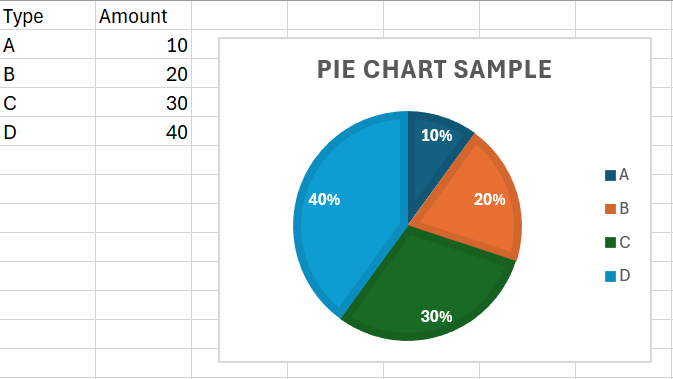 Type Amount
A 10
B 20
C 30
D 40
PIE CHART SAMPLE
10%
20%
30%
40%
A
B
C
D